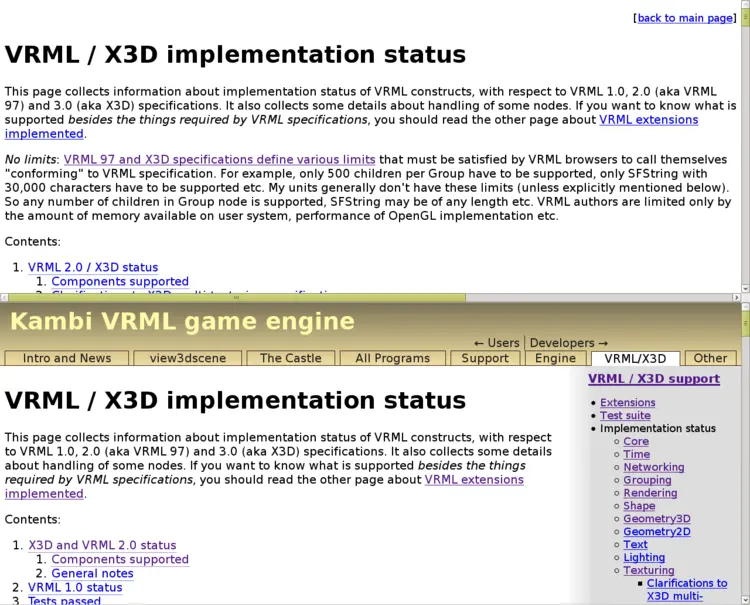 [back to main page]
VRML / X3D implementation status
This page collects information about implementation status of VRML constructs, with respect to VRML 1.0, 2.0 (aka VRML
97) and 3.0 (aka X3D) specifications. It also collects some details about handling of some nodes. If you want to know what is
supported besides the things required by VRML specifications, you should read the other page about VRML extensions
implemented.
No limits: VRML 97 and X3D specifications define various limits that must be satisfied by VRML browsers to call themselves
"conforming" to VRML specification. For example, only 500 children per Group have to be supported, only SFString with
30,000 characters have to be supported etc. My units generally don't have these limits (unless explicitly mentioned below).
So any number of children in Group node is supported, SFString may be of any length etc. VRML authors are limited only by
the amount of memory available on user system, performance of OpenGL implementation etc.
Contents:
1. VRML 2.0 / X3D status
1. Components supported
Kambi VRML game engine
← Users | Developers →
Intro and News
view3dscene
The Castle
All Programs
Support
Engine
VRML/X3D
Other
VRML / X3D implementation status
This page collects information about implementation status of VRML constructs, with respect
to VRML 1.0, 2.0 (aka VRML 97) and 3.0 (aka X3D) specifications. It also collects some details
about handling of some nodes. If you want to know what is supported besides the things
required by VRML specifications, you should read the other page about VRML extensions
implemented.
Contents:
1. X3D and VRML 2.0 status
1. Components supported
2. General notes
2. VRML 1.0 status
3. Tests passed
VRML / X3D support
Extensions
Test suite
Implementation status
Core
Time
Networking
Grouping
Rendering
Shape
Geometry3D
Geometry2D
Text
Lighting
Texturing
Clarifications to
X3D multi-